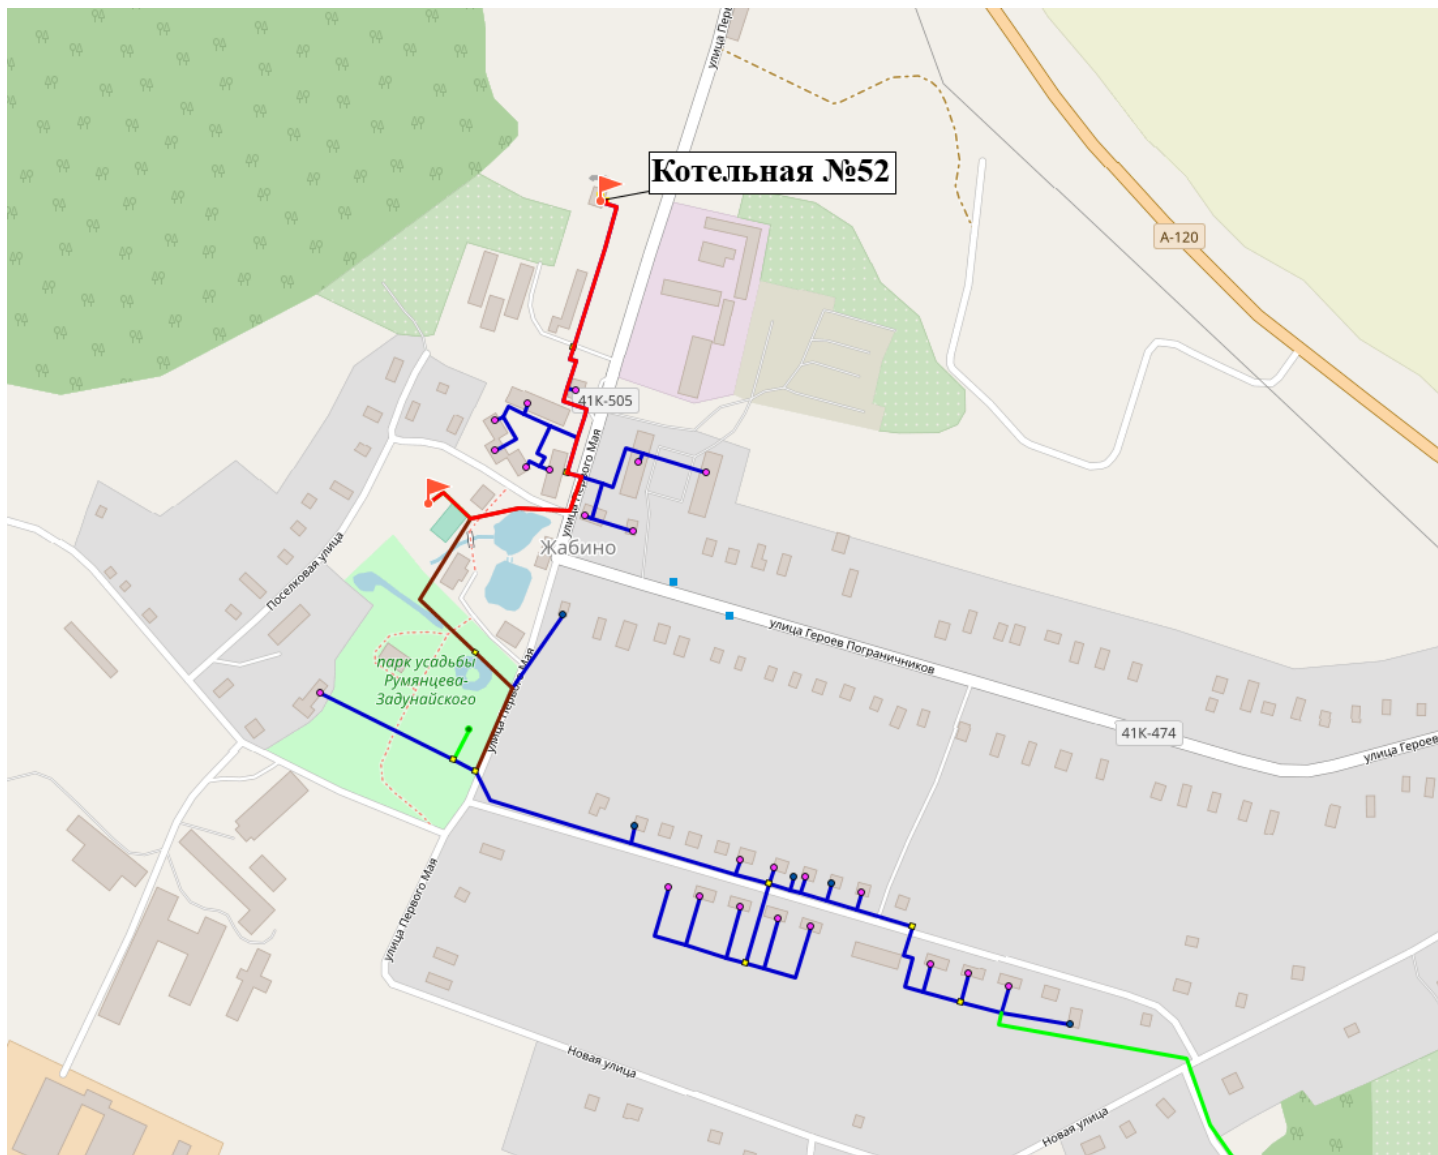 улица Перв
Котельная №52
А-120
41К-505
улица Первого Мая
Жабино
Поселковая улица
улица Героев Пограничников
парк усадьбы
Румянцева-
Задунайского
улица Первого Мая
41К-474
улица Героев
улица Первого Мая
Новая улица
Новая улица